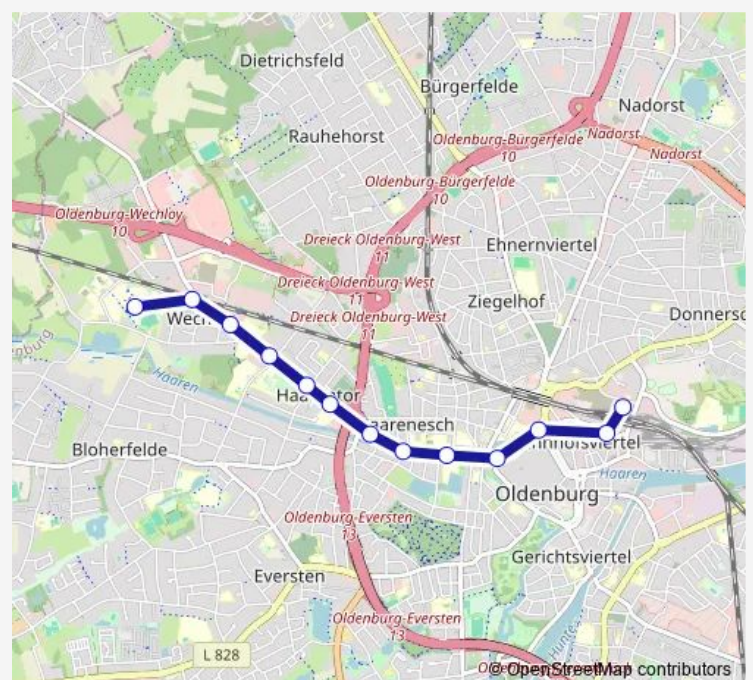 Dietrichsfeld
Bürgerfelde
Nadorst
Rauhehorst
Oldenburg-Bürgerfelde
10
Nadorst
Nadorst
Oldenburg-Bürgerfelde
10
Oldenburg-Wechloy
10
Dreieck Oldenburg-West
11
Ehnernviertel
Dreieck Oldenburg-West
11
Ziegelhof
Dreieck Oldenburg-West
11
Donnersc
Haaren
Bloherfelde
Haaren
Oldenburg
Oldenburg-Eversten
13
Gerichtsviertel
Eversten
Oldenburg-Eversten
13
Hunte
L 828
© OpenStreetMap contributors